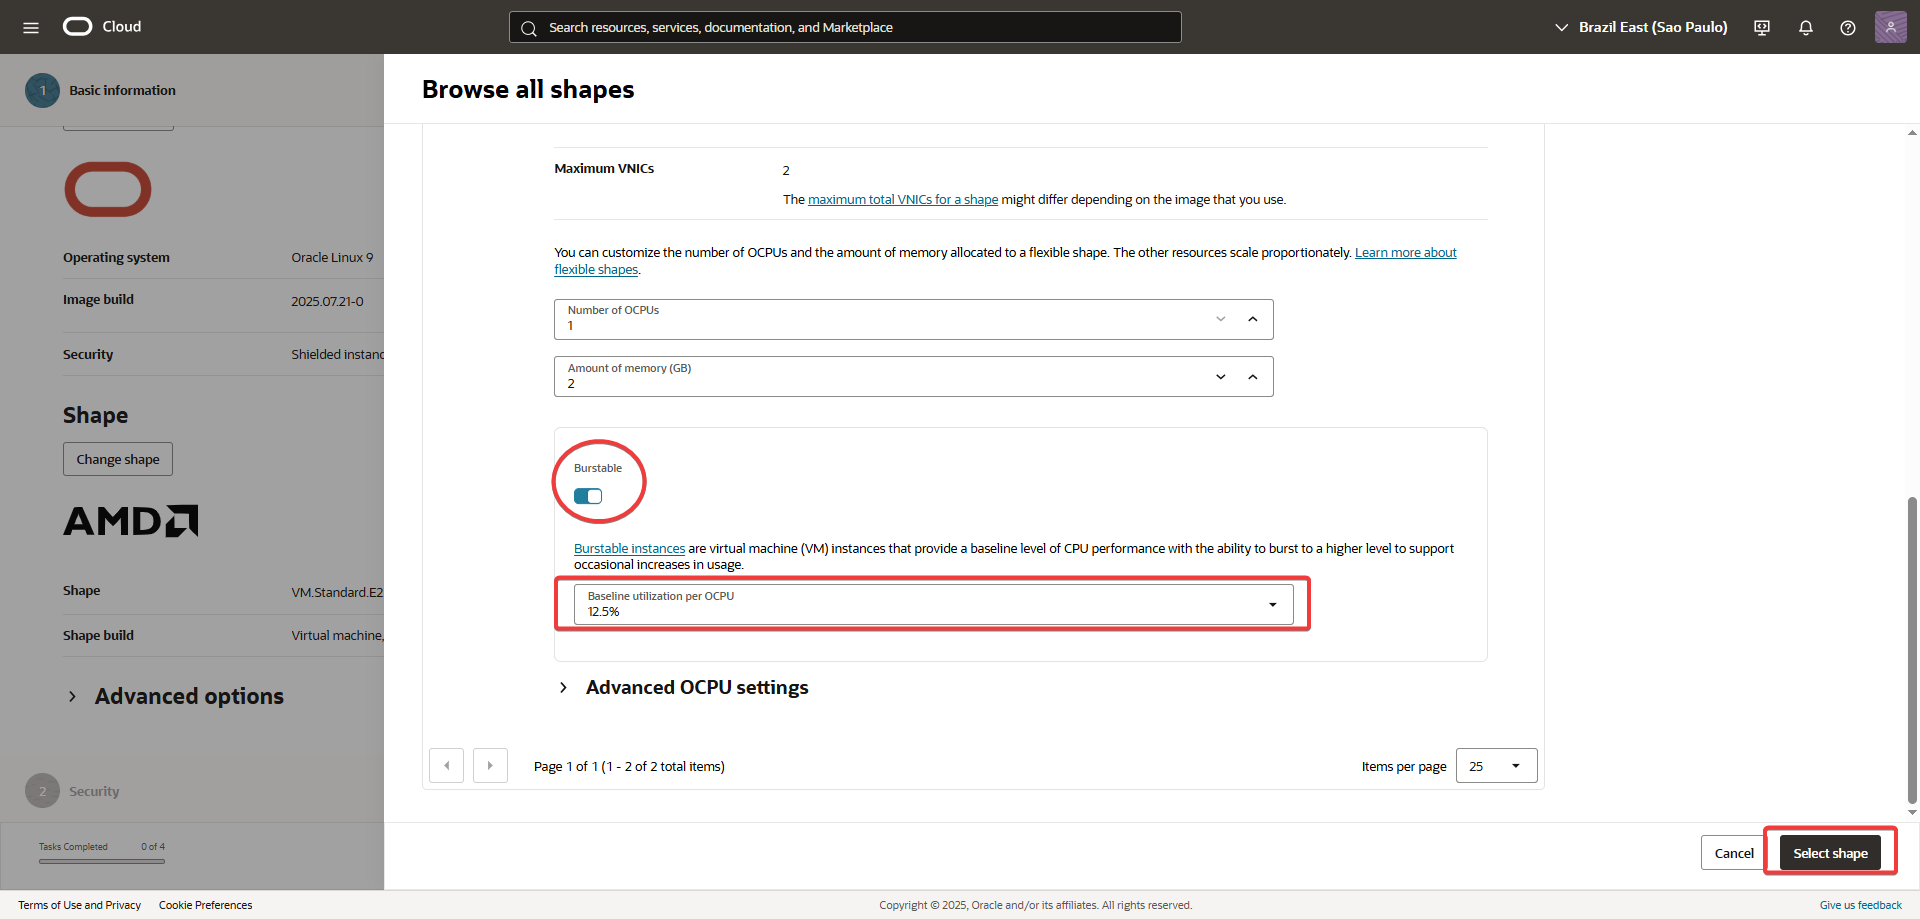 Cloud
Search resources, services, documentation, and Marketplace
Brazil East (Sao Paulo)
1
Basic information
Operating system
Oracle Linux 9
Image build
2025.07.21-0
Security
Shielded instanc
Shape
Change shape
AMD
Shape
VM.Standard.E2
Shape build
Virtual machine,
Advanced options
2
Security
Tasks Completed
0 of 4
Browse all shapes
Maximum VNICs
2
The maximum total VNICs for a shape might differ depending on the image that you use.
You can customize the number of OCPUs and the amount of memory allocated to a flexible shape. The other resources scale proportionately. Learn more about
flexible shapes.
Number of OCPUs
1
Amount of memory (GB)
2
Burstable
Burstable instances are virtual machine (VM) instances that provide a baseline level of CPU performance with the ability to burst to a higher level to support
occasional increases in usage.
Baseline utilization per OCPU
12.5%
Advanced OCPU settings
Page 1 of 1 (1 - 2 of 2 total items)
Items per page
25
Cancel
Select shape
Terms of Use and Privacy
Cookie Preferences
Copyright © 2025, Oracle and/or its affiliates. All rights reserved.
Give us feedback